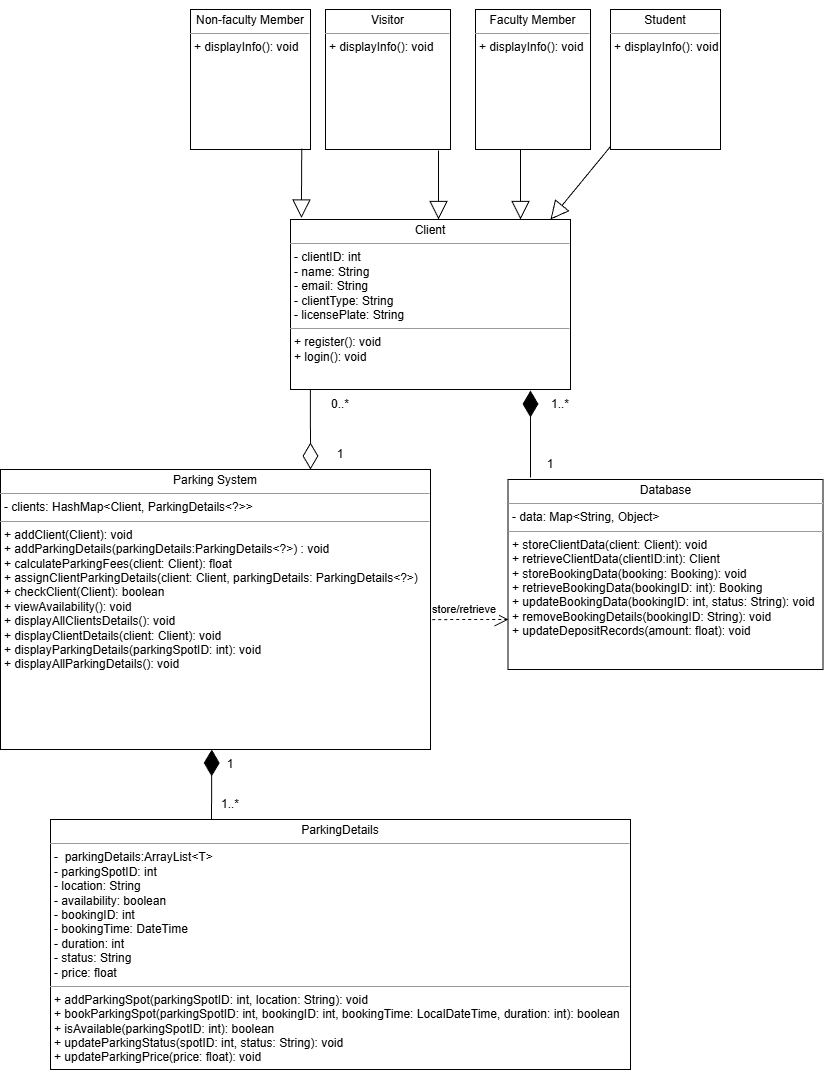 Non-faculty Member
+ displayInfo(): void
Visitor
+ displayInfo(): void
Faculty Member
+ displayInfo(): void
Student
+ displayInfo(): void
Client
- clientID: int
- name: String
- email: String
- clientType: String
- licensePlate: String
+ register(): void
+ login(): void
0..*
1..*
1
1
Parking System
- clients: HashMap<Client, ParkingDetails<?>>
+ addClient(Client): void
+ addParkingDetails(parkingDetails:ParkingDetails<?>) : void
+ calculateParkingFees(client: Client): float
+ assignClientParkingDetails(client: Client, parkingDetails: ParkingDetails<?>)
+ checkClient(Client): boolean
+ viewAvailability(): void
+ displayAllClientsDetails(): void
+ displayClientDetails(client: Client): void
+ displayParkingDetails(parkingSpotID: int): void
+ displayAllParkingDetails(): void
store/retrieve
Database
- data: Map<String, Object>
+ storeClientData(client: Client): void
+ retrieveClientData(clientID:int): Client
+ storeBookingData(booking: Booking): void
+ retrieveBookingData(bookingID: int): Booking
+ updateBookingData(bookingID: int, status: String): void
+ removeBookingDetails(bookingID: String): void
+ updateDepositRecords(amount: float): void
1
1..*
ParkingDetails
- parkingDetails:ArrayList<T>
- parkingSpotID: int
- location: String
- availability: boolean
- bookingID: int
- bookingTime: DateTime
- duration: int
- status: String
- price: float
+ addParkingSpot(parkingSpotID: int, location: String): void
+ bookParkingSpot(parkingSpotID: int, bookingID: int, bookingTime: LocalDateTime, duration: int): boolean
+ isAvailable(parkingSpotID: int): boolean
+ updateParkingStatus(spotID: int, status: String): void
+ updateParkingPrice(price: float): void